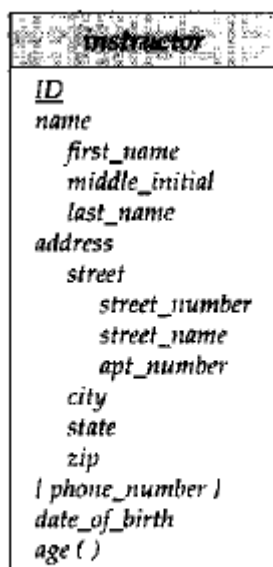 instructor
ID
name
first_name
middle_initial
last_name
address
street
street_number
street_name
apt_number
city
state
zip
{ phone_number }
date_of_birth
age ( )